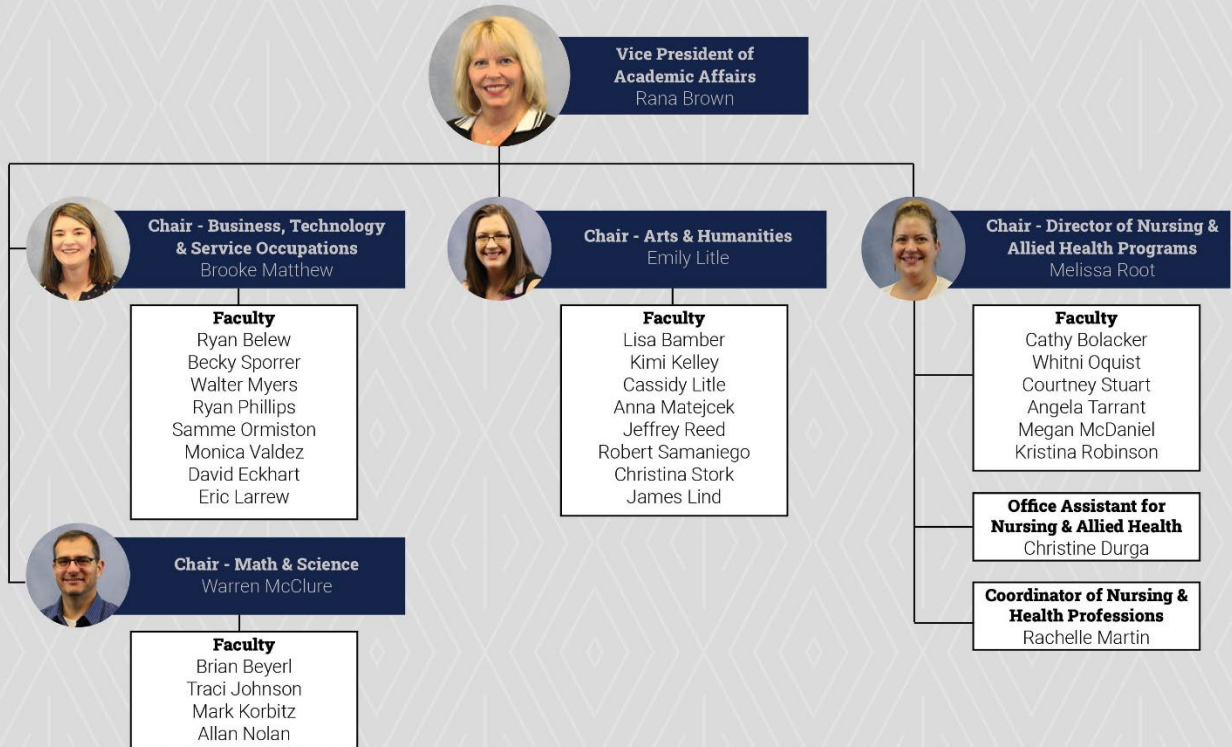 Vice President of
Academic Affairs
Rana Brown
Chair - Business, Technology
& Service Occupations
Brooke Matthew
Faculty
Ryan Belew
Becky Sporrer
Walter Myers
Ryan Phillips
Samme Ormiston
Monica Valdez
David Eckhart
Eric Larrew
Chair - Math & Science
Warren McClure
Faculty
Brian Beyerl
Traci Johnson
Mark Korbitz
Allan Nolan
Chair - Arts & Humanities
Emily Litle
Faculty
Lisa Bamber
Kimi Kelley
Cassidy Litle
Anna Matejcek
Jeffrey Reed
Robert Samaniego
Christina Stork
James Lind
Chair - Director of Nursing &
Allied Health Programs
Melissa Root
Faculty
Cathy Bolacker
Whitni Oquist
Courtney Stuart
Angela Tarrant
Megan McDaniel
Kristina Robinson
Office Assistant for
Nursing & Allied Health
Christine Durga
Coordinator of Nursing &
Health Professions
Rachelle Martin